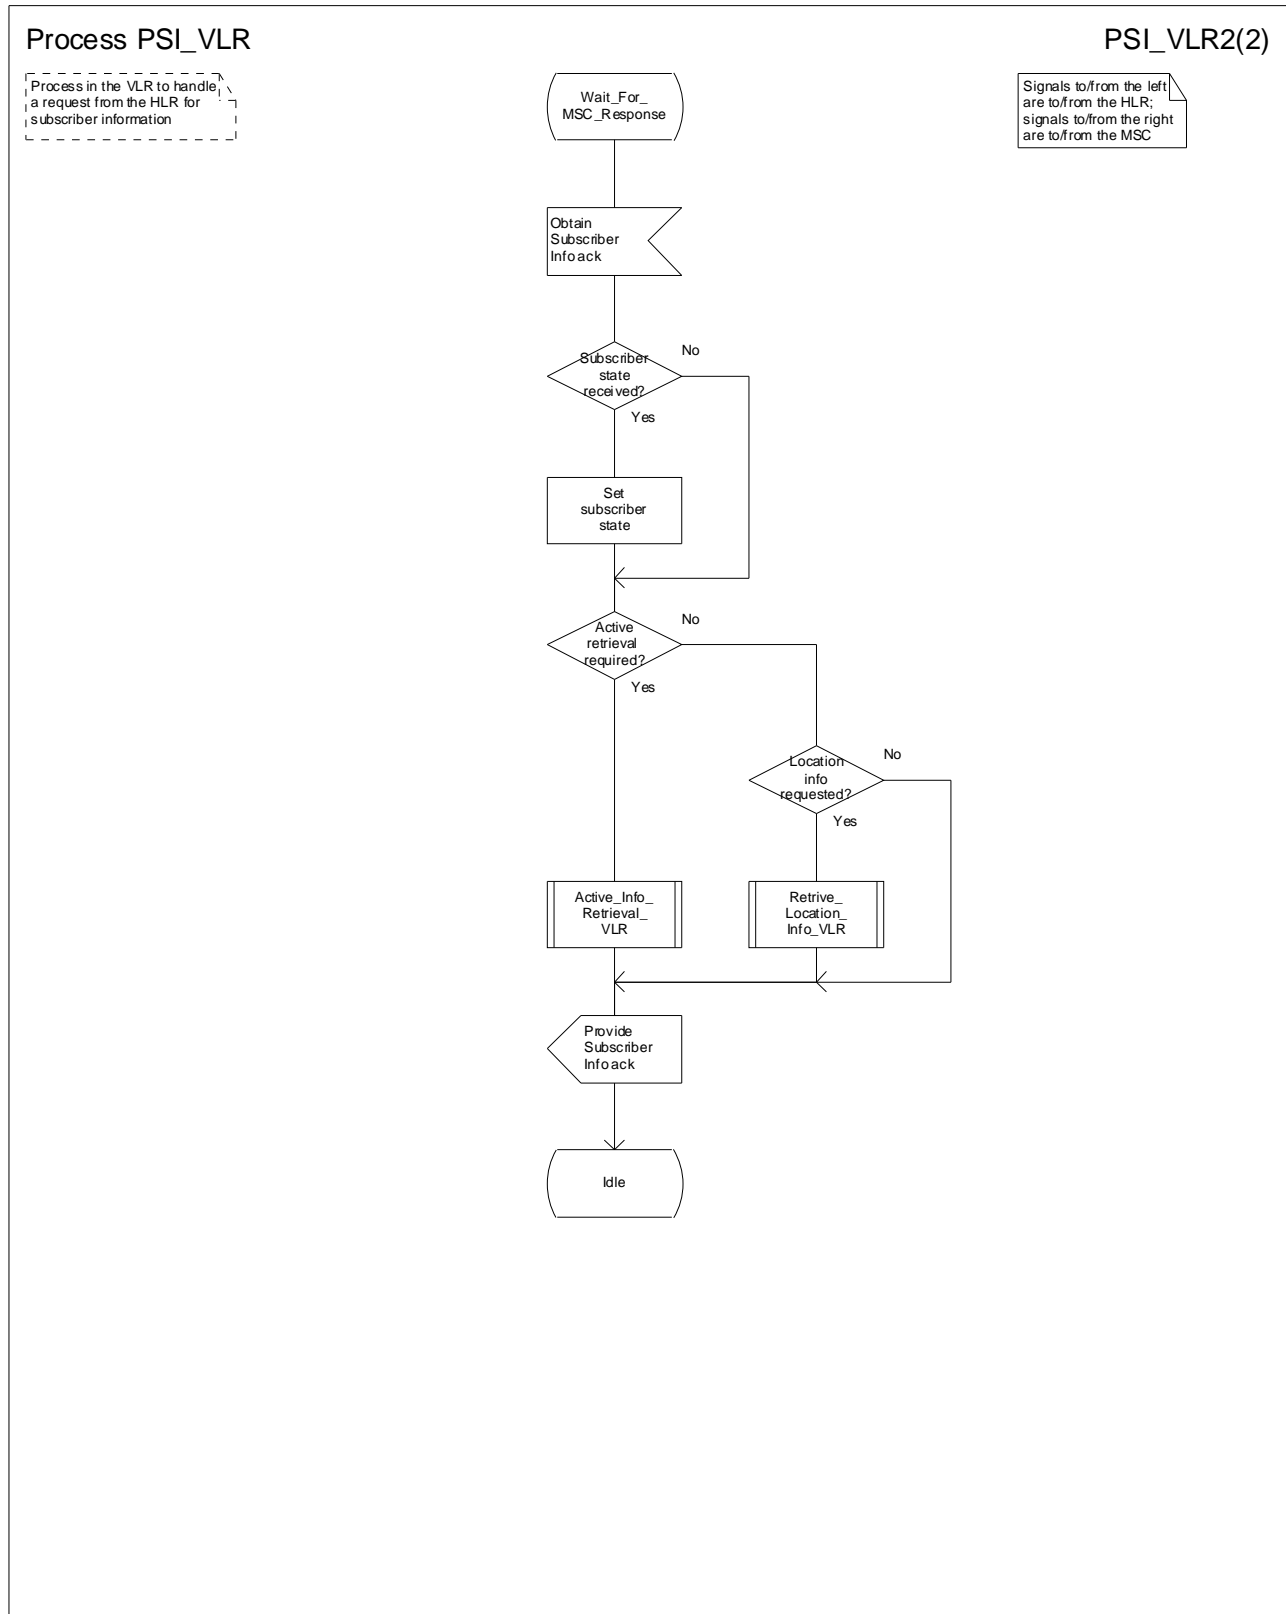 Process PSI_VLR
PSI_VLR2(2)
Process in the VLR to handle
a request from the HLR for
subscriber information
Signals to/from the left
are to/from the HLR;
signals to/from the right
are to/from the MSC
Wait_For_
MSC_Response
Obtain
Subscriber
Info ack
Subscriber
state
received?
No
Yes
Set
subscriber
state
Active
retrieval
required?
No
Yes
Location
info
requested?
No
Yes
Active_Info_
Retrieval_
VLR
Retrive_
Location_
Info_VLR
Provide
Subscriber
Info ack
Idle